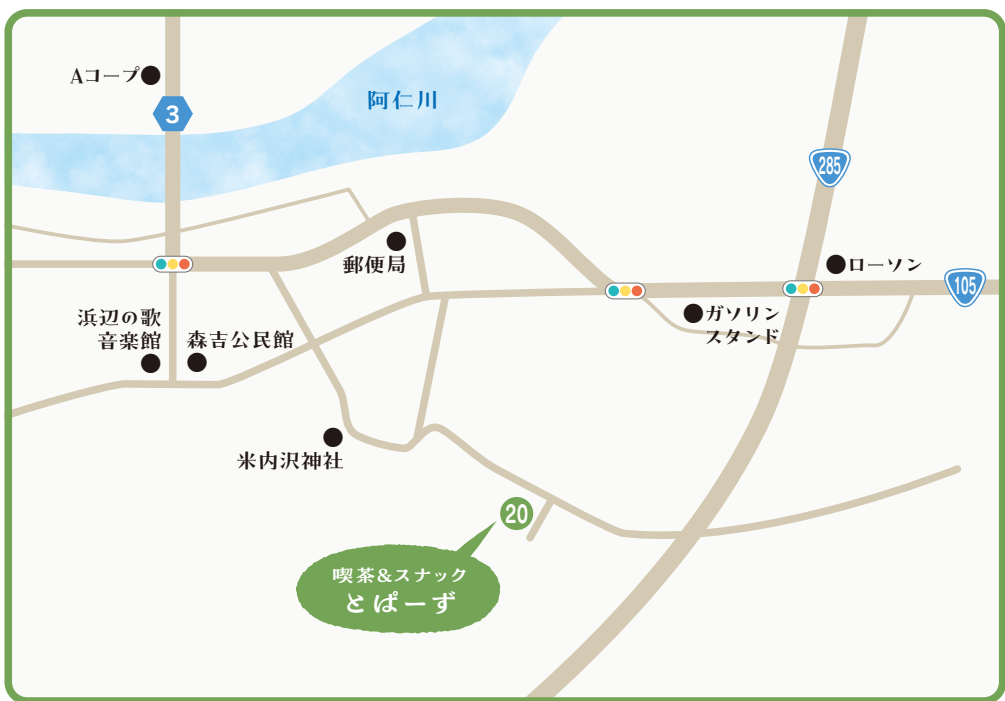 Aコープ
3
阿仁川
285
郵便局
ローソン
105
浜辺の歌
音楽館
森吉公民館
ガソリン
スタンド
米内沢神社
20
喫茶&スナック
とぱーず